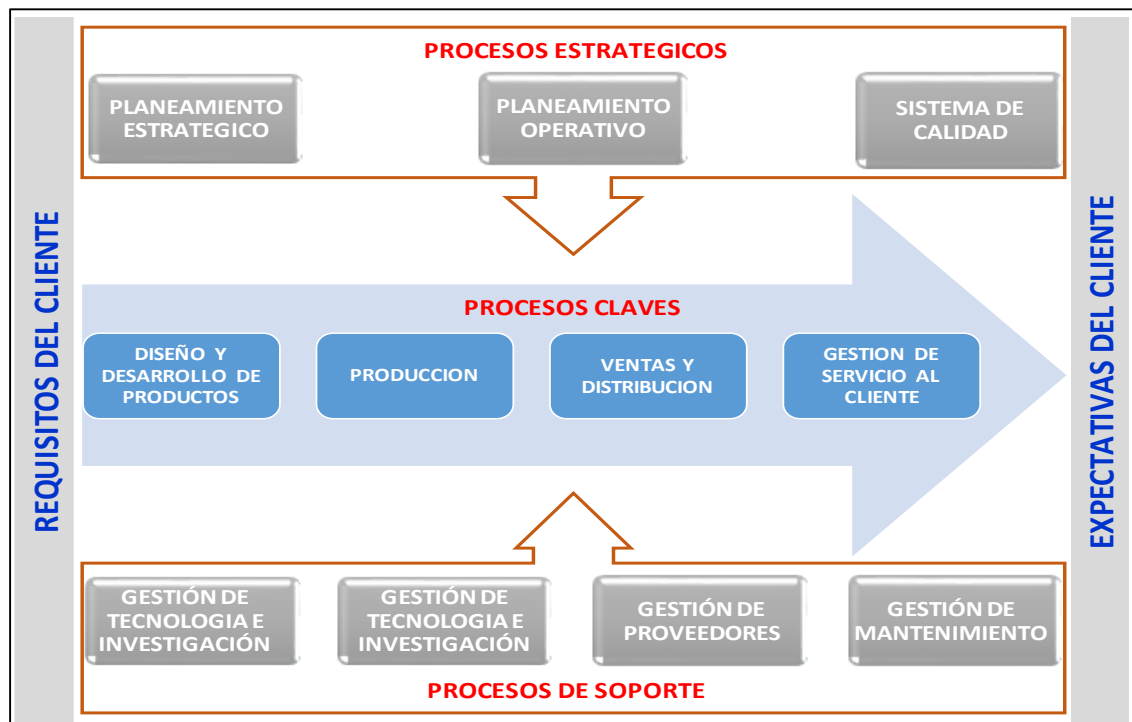 PROCESOS ESTRATEGICOS
PLANEAMIENTO
ESTRATEGICO
PLANEAMIENTO
OPERATIVO
SISTEMA DE
CALIDAD
REQUISITOS DEL CLIENTE
PROCESOS CLAVES
DISEÑO Y
DESARROLLO DE
PRODUCTOS
PRODUCCION
VENTAS Y
DISTRIBUCION
GESTION DE
SERVICIO AL
CLIENTE
EXPECTATIVAS DEL CLIENTE
GESTIÓN DE
TECNOLOGIA E
INVESTIGACIÓN
GESTIÓN DE
TECNOLOGIA E
INVESTIGACIÓN
GESTIÓN DE
PROVEEDORES
GESTIÓN DE
MANTENIMIENTO
PROCESOS DE SOPORTE